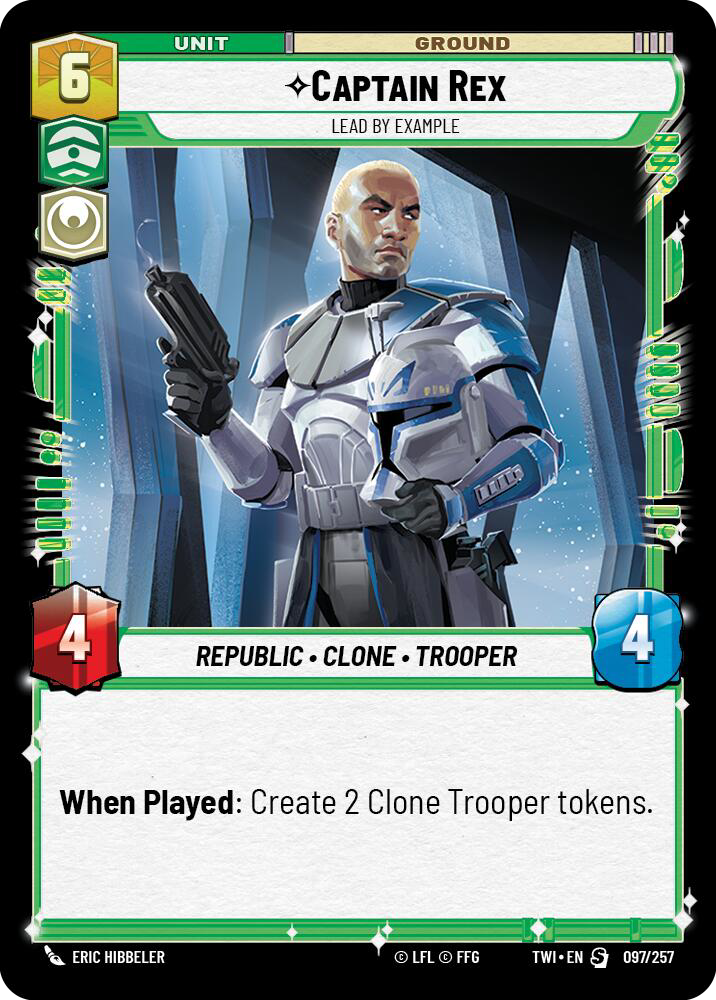 UNIT
GROUND
6
CAPTAIN REX
LEAD BY EXAMPLE
4
REPUBLIC • CLONE • TROOPER
4
When Played: Create 2 Clone Trooper tokens.
ERIC HIBBELER
© LFL © FFG
TWI • EN
097/257